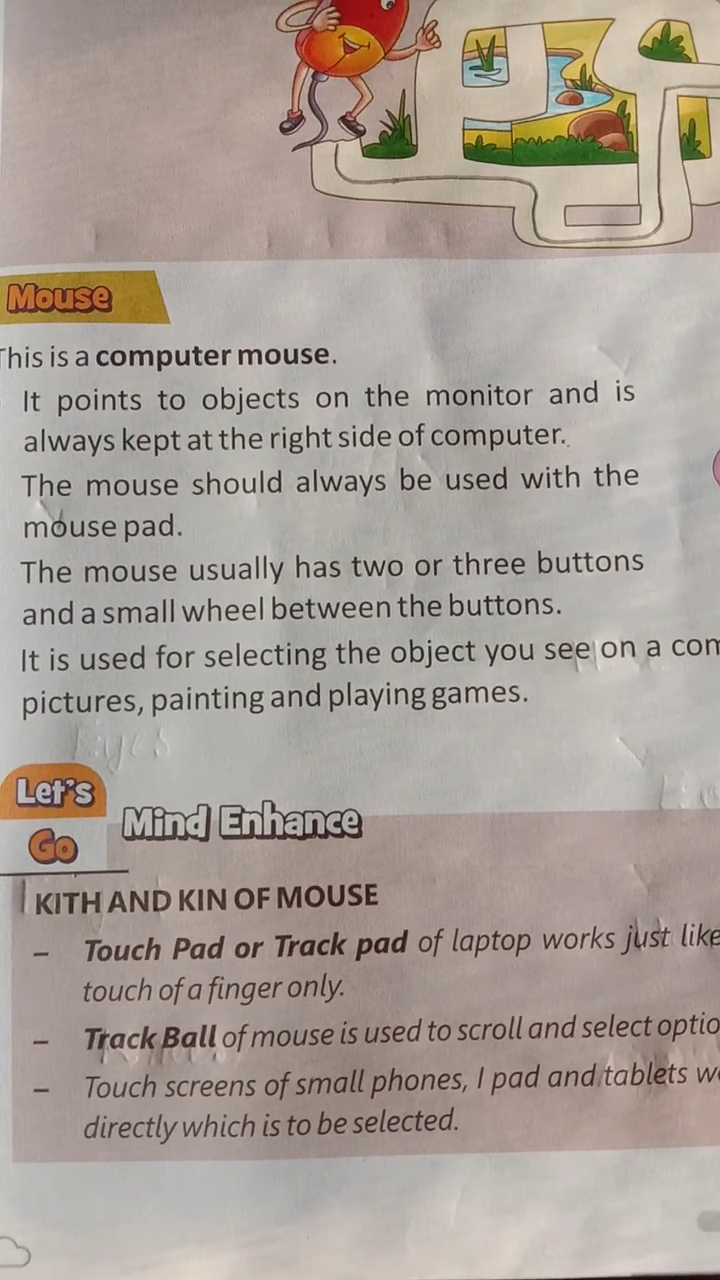 Mouse
This is a computer mouse.
It points to objects on the monitor and is
always kept at the right side of computer.
The mouse should always be used with the
mouse pad.
The mouse usually has two or three buttons
and a small wheel between the buttons.
It is used for selecting the object you see on a com
pictures, painting and playing games.
Let's
Go
Mind Enhance
KITH AND KIN OF MOUSE
– Touch Pad or Track pad of laptop works just like
touch of a finger only.
– Track Ball of mouse is used to scroll and select optio
– Touch screens of small phones, I pad and tablets w
directly which is to be selected.